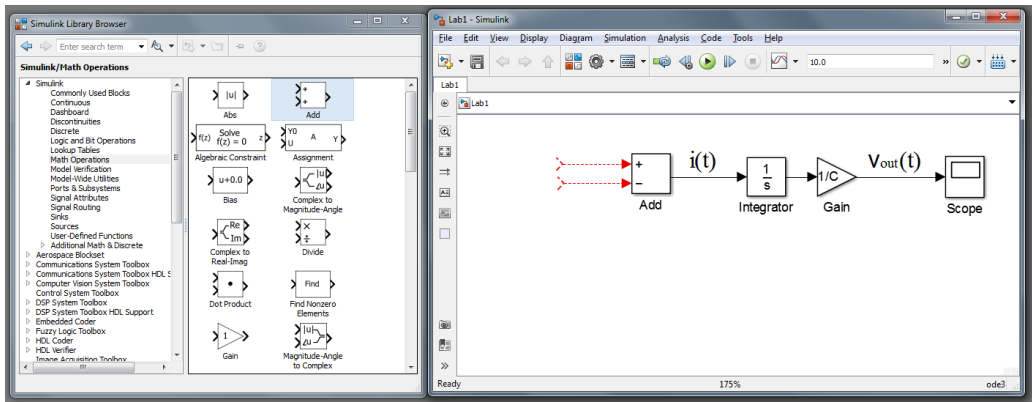 Simulink Library Browser
Enter search term
Simulink/Math Operations
Simulink
Commonly Used Blocks
Continuous
Dashboard
Discontinuities
Discrete
Logic and Bit Operations
Lookup Tables
Math Operations
Model Verification
Model-Wide Utilities
Ports & Subsystems
Signal Attributes
Signal Routing
Sinks
Sources
User-Defined Functions
Additional Math & Discrete
Aerospace Blockset
Communications System Toolbox
Communications System Toolbox HDL S
Computer Vision System Toolbox
Control System Toolbox
DSP System Toolbox
DSP System Toolbox HDL Support
Embedded Coder
Fuzzy Logic Toolbox
HDL Coder
HDL Verifier
Image Acquisition Toolbox
|u|
Abs
+
+
Add
f(z) Solve f(z) = 0 z
Algebraic Constraint
Y0
U A Y
Assignment
u+0.0
Bias
|u|
∠u
Complex to
Magnitude-Angle
Re
Im
Complex to
Real-Imag
×
÷
Divide
Dot Product
Find
Find Nonzero
Elements
1
Gain
|u|
∠u
Magnitude-Angle
to Complex
Lab1 - Simulink
File Edit View Display Diagram Simulation Analysis Code Tools Help
10.0 »
Lab1
Lab1
+
−
Add
i(t)
1
s
Integrator
1/C
Gain
Vout(t)
Scope
»
Ready 175% ode3